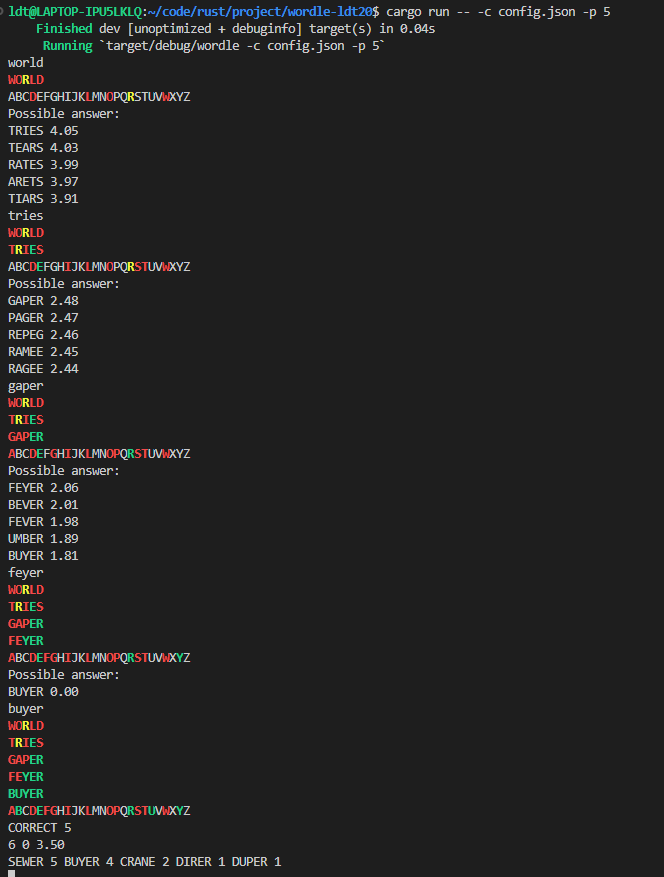 ldt@LAPTOP-IPU5LKLQ:~/code/rust/project/wordle-ldt20$ cargo run -- -c config.json -p 5
Finished dev [unoptimized + debuginfo] target(s) in 0.04s
Running `target/debug/wordle -c config.json -p 5`
world
WORLD
ABCDEFGHIJKLMNOPQRSTUVWXYZ
Possible answer:
TRIES 4.05
TEARS 4.03
RATES 3.99
ARETS 3.97
TIARS 3.91
tries
WORLD
TRIES
ABCDEFGHIJKLMNOPQRSTUVWXYZ
Possible answer:
GAPER 2.48
PAGER 2.47
REPEG 2.46
RAMEE 2.45
RAGEE 2.44
gaper
WORLD
TRIES
GAPER
ABCDEFGHIJKLMNOPQRSTUVWXYZ
Possible answer:
FEYER 2.06
BEVER 2.01
FEVER 1.98
UMBER 1.89
BUYER 1.81
feyer
WORLD
TRIES
GAPER
FEYER
ABCDEFGHIJKLMNOPQRSTUVWXYZ
Possible answer:
BUYER 0.00
buyer
WORLD
TRIES
GAPER
FEYER
BUYER
ABCDEFGHIJKLMNOPQRSTUVWXYZ
CORRECT 5
6 0 3.50
SEWER 5 BUYER 4 CRANE 2 DIRER 1 DUPER 1